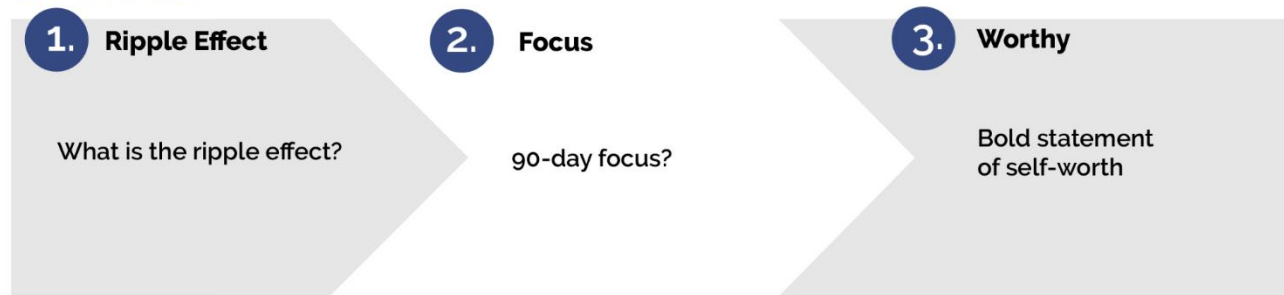 1. Ripple Effect
What is the ripple effect?
2. Focus
90-day focus?
3. Worthy
Bold statement
of self-worth